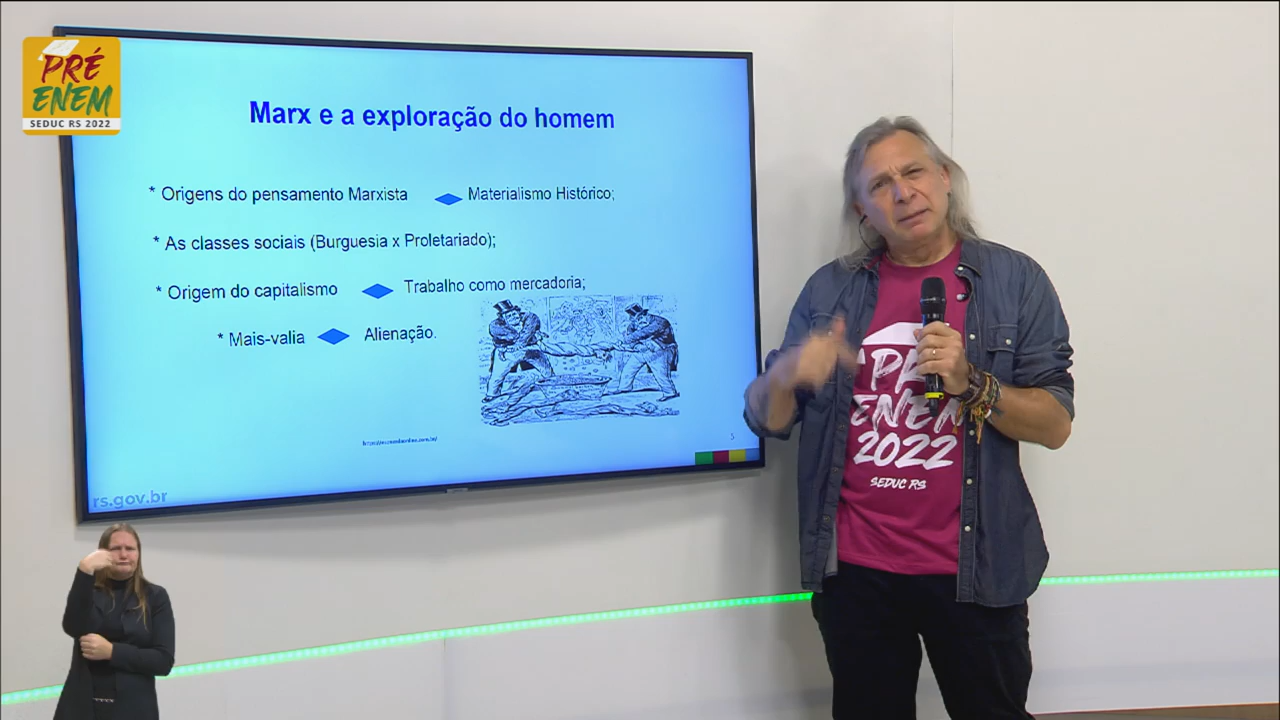 PRÉ
ENEM
SEDUC RS 2022
Marx e a exploração do homem
* Origens do pensamento Marxista Materialismo Histórico;
* As classes sociais (Burguesia x Proletariado);
* Origem do capitalismo Trabalho como mercadoria;
* Mais-valia Alienação.
5
rs.gov.br
PRÉ
ENEM
2022
SEDUC RS